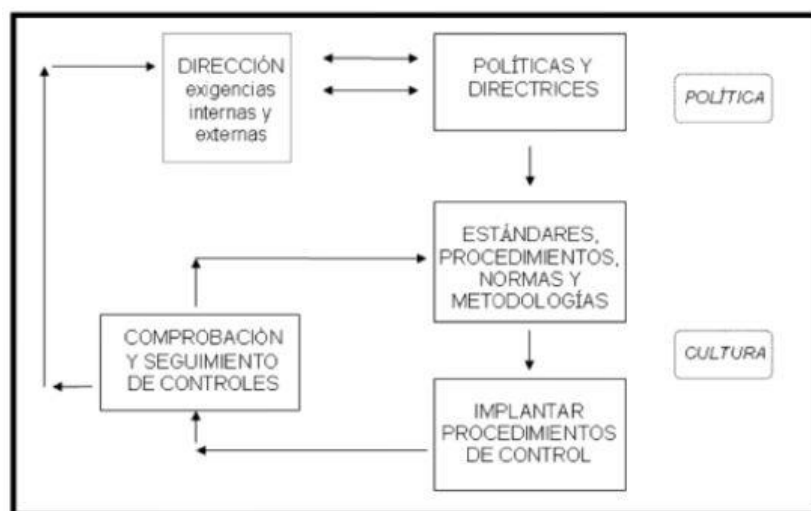 DIRECCIÓN
exigencias
internas y
externas
POLÍTICAS Y
DIRECTRICES
POLÍTICA
ESTÁNDARES,
PROCEDIMIENTOS,
NORMAS Y
METODOLOGÍAS
COMPROBACIÓN
Y SEGUIMIENTO
DE CONTROLES
CULTURA
IMPLANTAR
PROCEDIMIENTOS
DE CONTROL